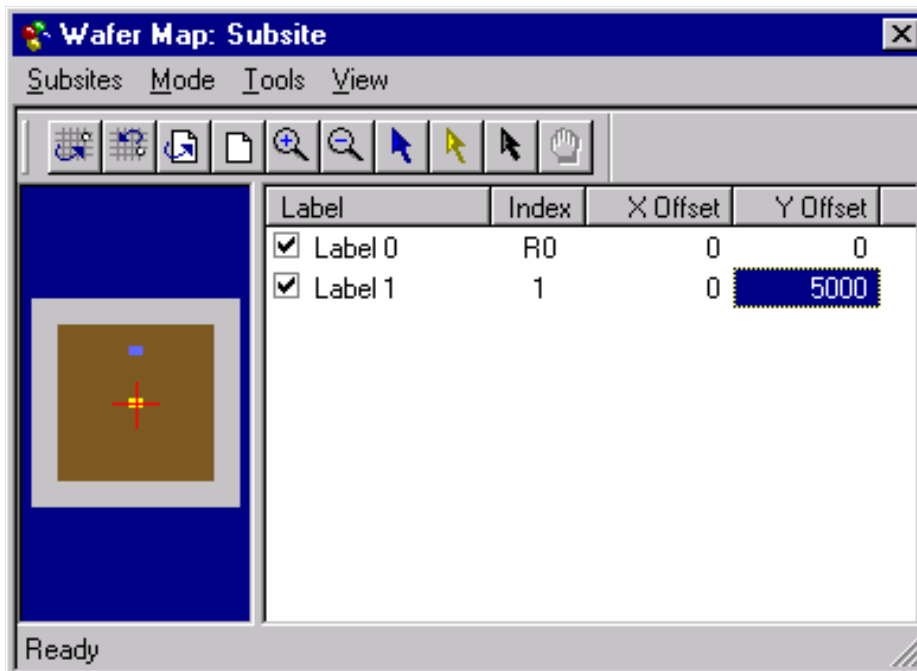 Wafer Map: Subsite
Subsites Mode Tools View
Label Index X Offset Y Offset
Label 0 R0 0 0
Label 1 1 0 5000
Ready